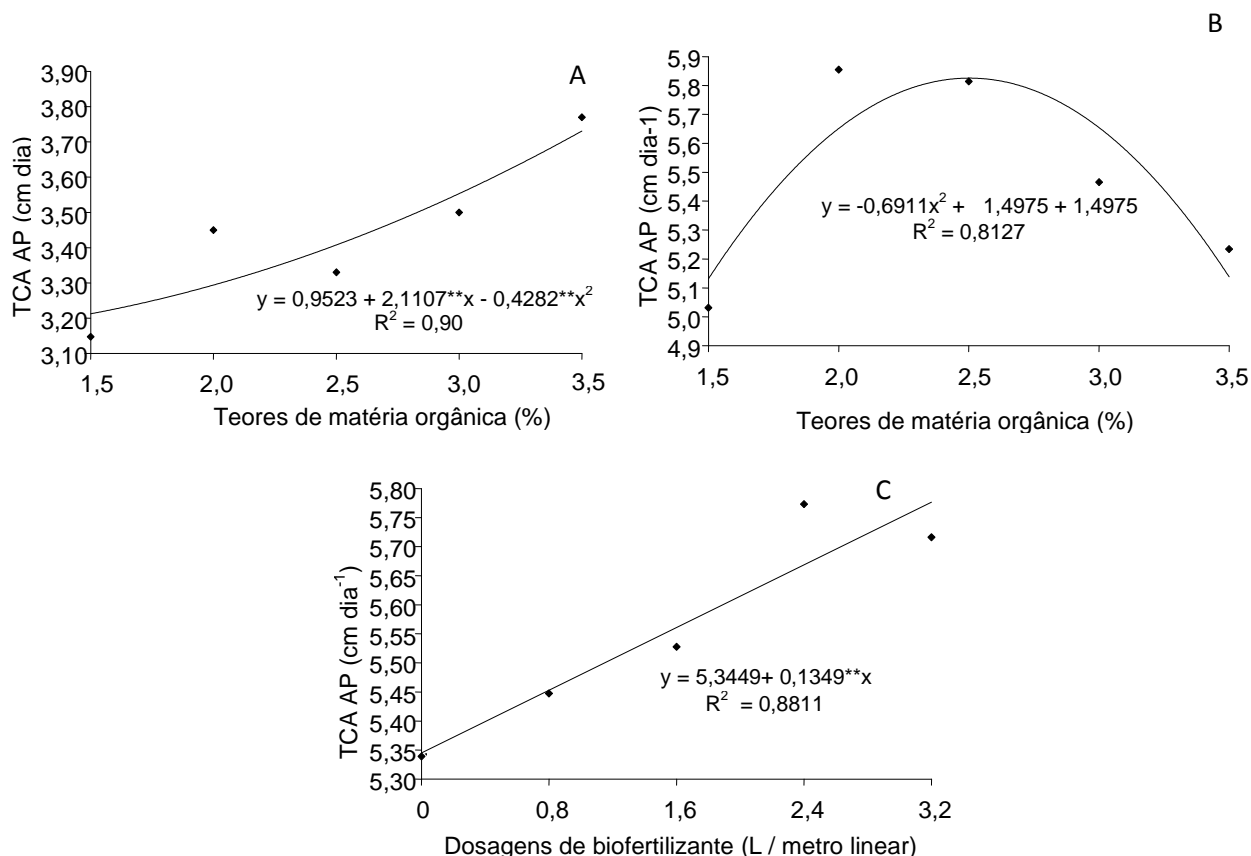 A
TCA AP (cm dia)
3,90
3,80
3,70
3,60
3,50
3,40
3,30
3,20
3,10
y = 0,9523 + 2,1107**x - 0,4282**x²
R² = 0,90
1,5 2,0 2,5 3,0 3,5
Teores de matéria orgânica (%)
B
TCA AP (cm dia-1)
5,9
5,8
5,7
5,6
5,5
5,4
5,3
5,2
5,1
5,0
4,9
y = -0,6911x² + 1,4975 + 1,4975
R² = 0,8127
1,5 2,0 2,5 3,0 3,5
Teores de matéria orgânica (%)
C
TCA AP (cm dia⁻¹)
5,80
5,75
5,70
5,65
5,60
5,55
5,50
5,45
5,40
5,35
5,30
y = 5,3449+ 0,1349**x
R² = 0,8811
0 0,8 1,6 2,4 3,2
Dosagens de biofertilizante (L / metro linear)